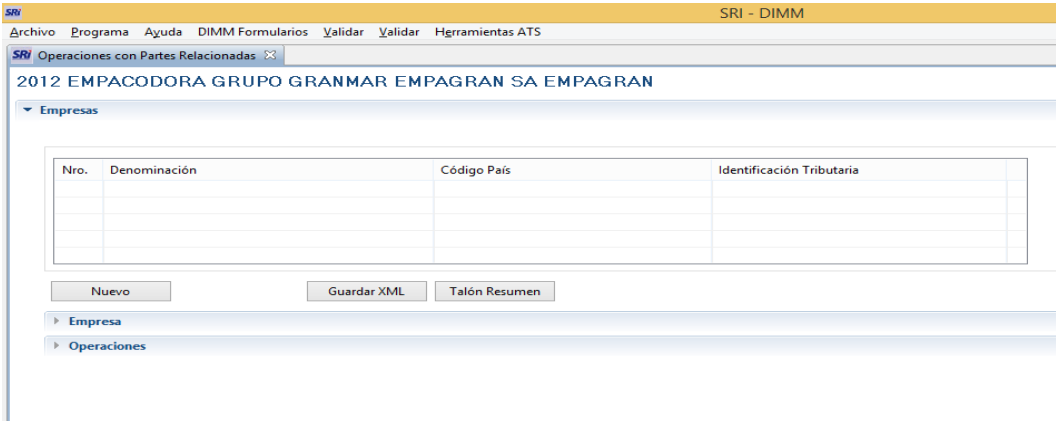 SRi SRI - DIMM
Archivo Programa Ayuda DIMM Formularios Validar Validar Herramientas ATS
SRi Operaciones con Partes Relacionadas
2012 EMPACODORA GRUPO GRANMAR EMPAGRAN SA EMPAGRAN
Empresas
Nro. Denominación Código País Identificación Tributaria
Nuevo Guardar XML Talón Resumen
Empresa
Operaciones